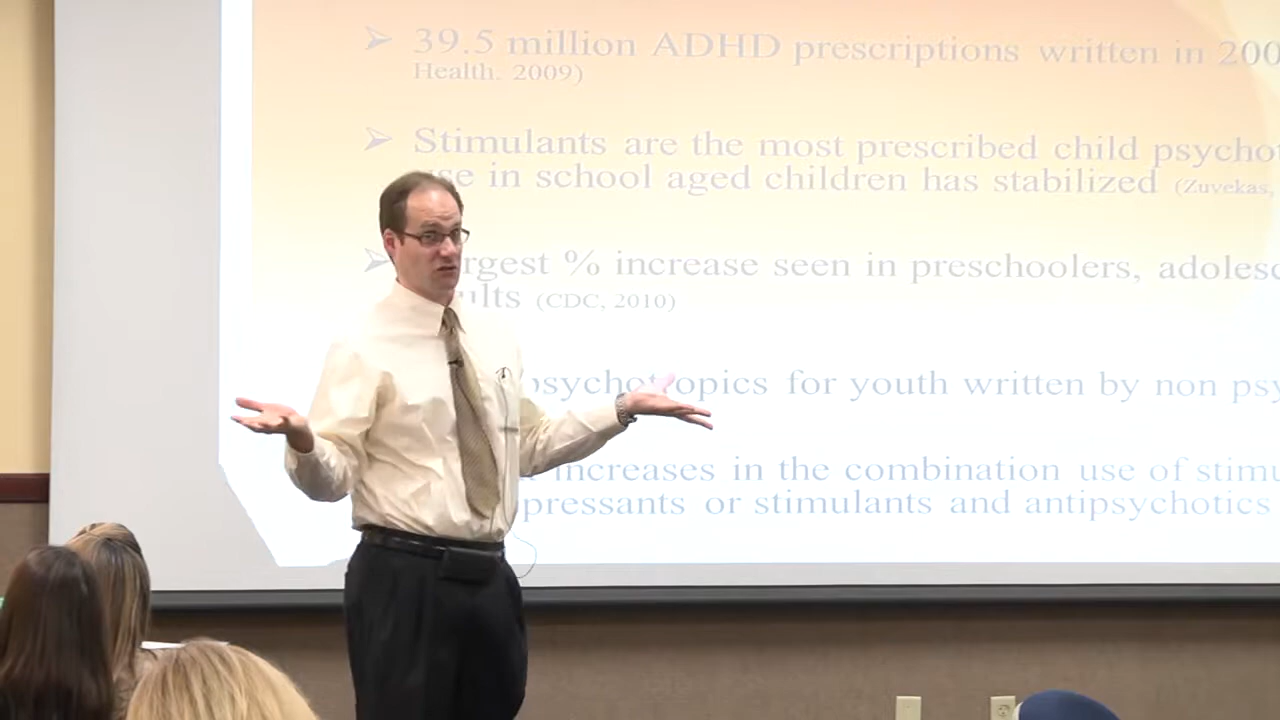 39.5 million ADHD prescriptions written in 200
Health. 2009)
Stimulants are the most prescribed child psychot
use in school aged children has stabilized (Zuvekas,
rgest % increase seen in preschoolers, adolesc
ults (CDC, 2010)
psychotropics for youth written by non psy
increases in the combination use of stimu
pressants or stimulants and antipsychotics